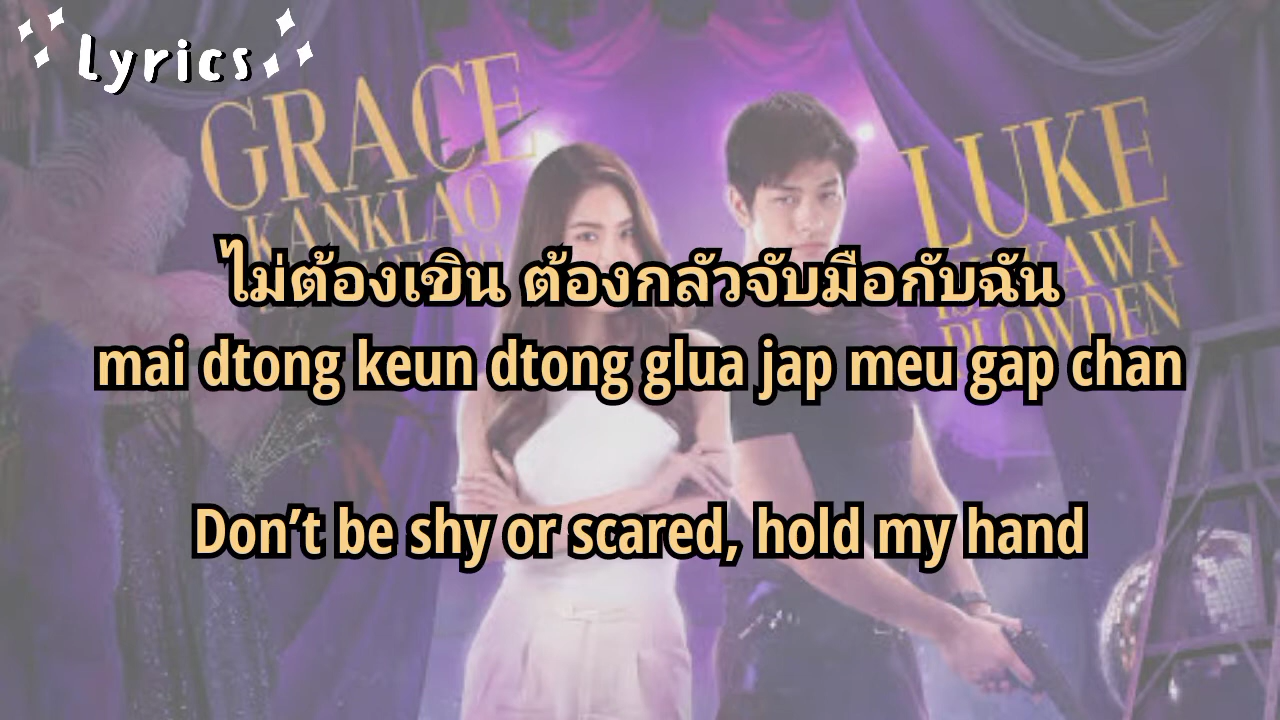 Lyrics
GRACE
KANKLAO
LUKE
PLOWDEN
ไม่ต้องเขิน ต้องกลัวจับมือกับฉัน
mai dtong keun dtong glua jap meu gap chan
Don’t be shy or scared, hold my hand